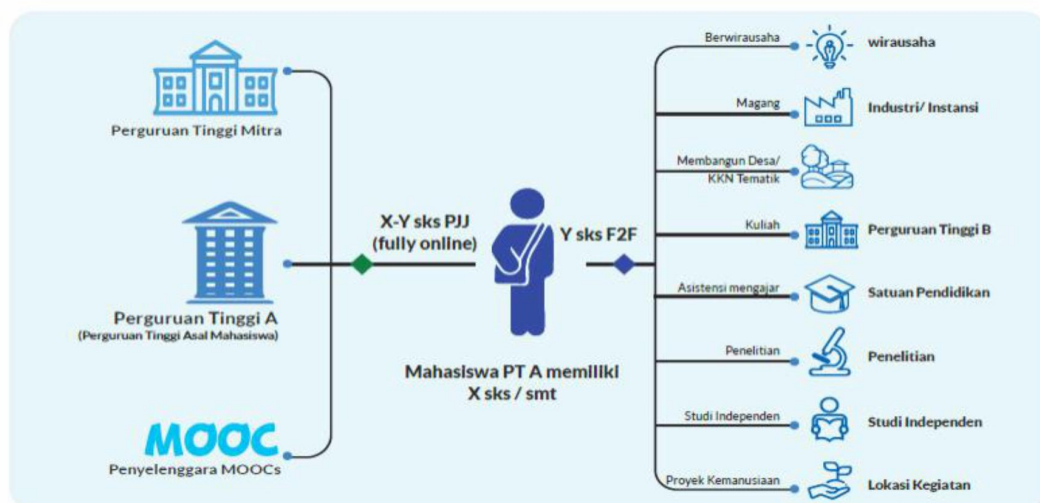 Perguruan Tinggi Mitra
Perguruan Tinggi A
(Perguruan Tinggi Asal Mahasiswa)
MOOC
Penyelenggara MOOCs
X-Y sks PJJ
(fully online)
Y sks F2F
Mahasiswa PT A memiliki
X sks / smt
Berwirausaha
wirausaha
Magang
Industri/ Instansi
Membangun Desa/
KKN Tematik
Kuliah
Perguruan Tinggi B
Asistensi mengajar
Satuan Pendidikan
Penelitian
Penelitian
Studi Independen
Studi Independen
Proyek Kemanusiaan
Lokasi Kegiatan